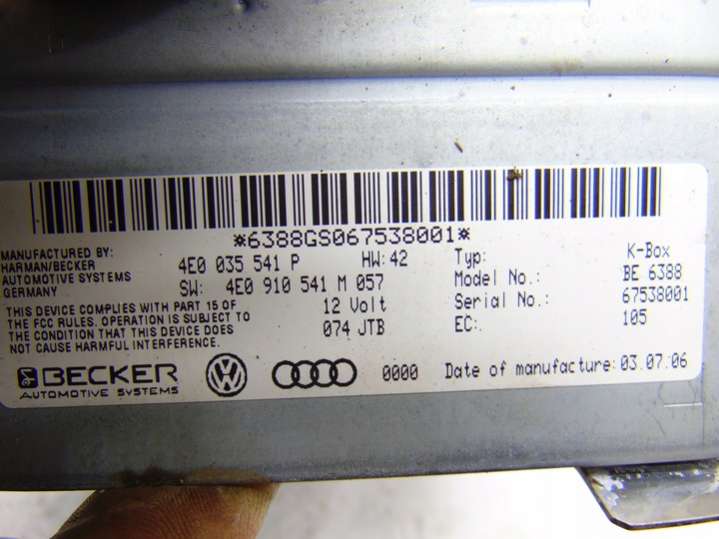 *6388GS067538001*
MANUFACTURED BY:
HARMAN/BECKER
AUTOMOTIVE SYSTEMS
GERMANY
4E0 035 541 P HW: 42
SW: 4E0 910 541 M 057
12 Volt
074 JTB
Typ: K-Box
Model No.: BE 6388
Serial No.: 67538001
EC: 105
THIS DEVICE COMPLIES WITH PART 15 OF
THE FCC RULES. OPERATION IS SUBJECT TO
THE CONDITION THAT THIS DEVICE DOES
NOT CAUSE HARMFUL INTERFERENCE.
BECKER
AUTOMOTIVE SYSTEMS
VW
0000 Date of manufacture: 03.07.06